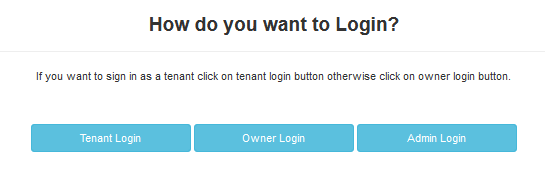 How do you want to Login?
If you want to sign in as a tenant click on tenant login button otherwise click on owner login button.
Tenant Login
Owner Login
Admin Login